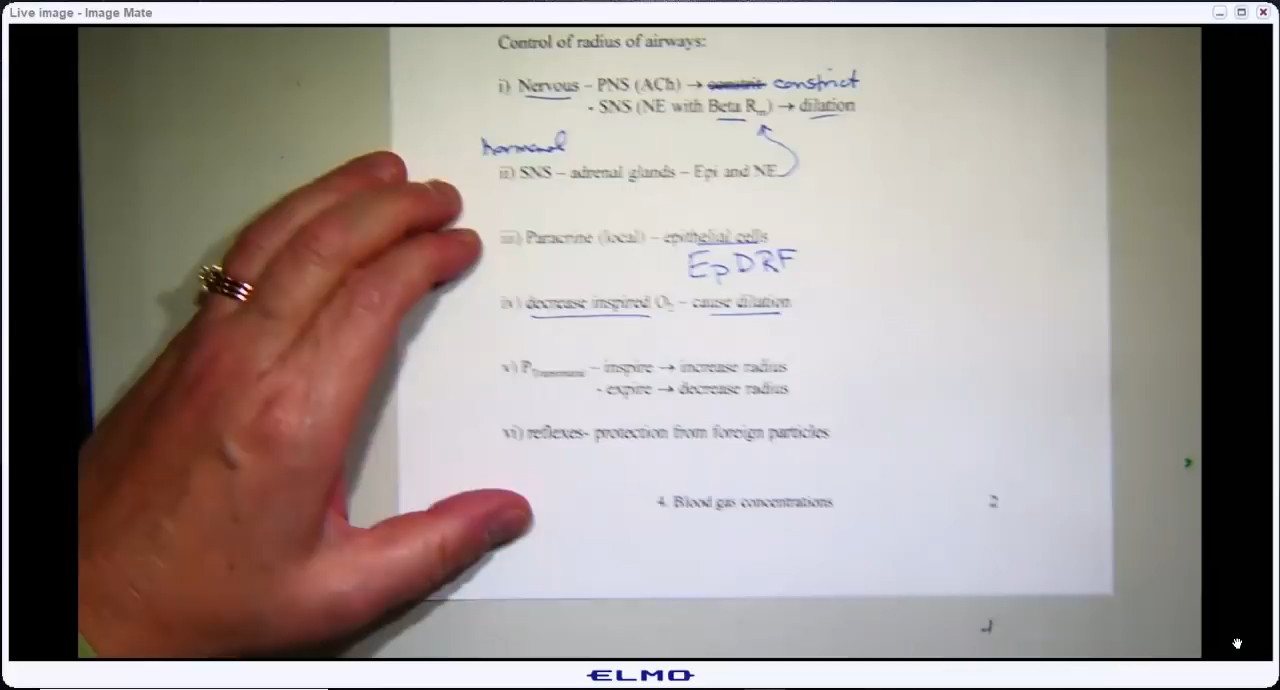 Live image - Image Mate
Control of radius of airways:
i) Nervous – PNS (ACh) → constrict
- SNS (NE with Beta Rm) → dilation
hormonal
ii) SNS – adrenal glands – Epi and NE
iii) Paracrine (local) – epithelial cells
EpDRF
iv) decrease inspired O2 – cause dilation
v) P – inspire → increase radius
- expire → decrease radius
vi) reflexes- protection from foreign particles
4. Blood gas concentrations 2
ELMO